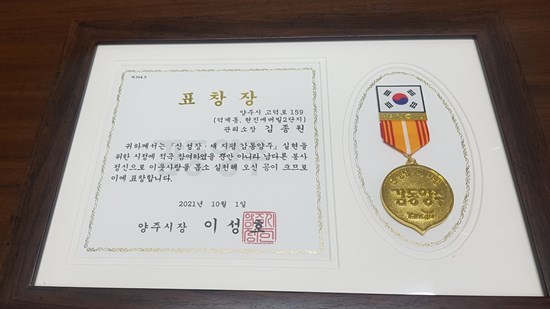 표 창 장
양주시 고덕로 159
(덕계동, 현진에버빌2단지)
관리소장 김 종 원
귀하께서는 「신성장·새 지평 감동양주」 실현을
위한 시정에 적극 참여하였을 뿐만 아니라 남다른 봉사
정신으로 이웃사랑을 몸소 실천해 오신 공이 크므로
이에 표창합니다.
2021년 10월 1일
양주시장 이 성 호
감동양주